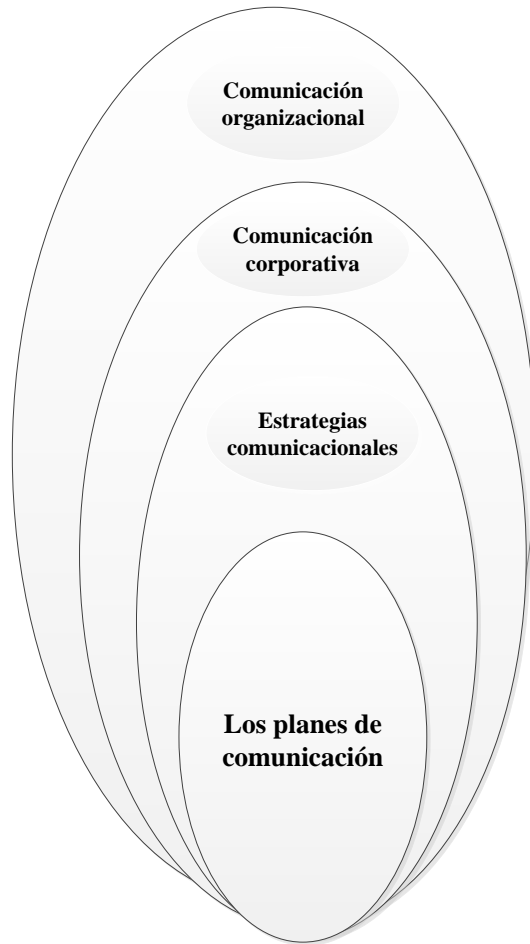 Comunicación
organizacional
Comunicación
corporativa
Estrategias
comunicacionales
Los planes de
comunicación